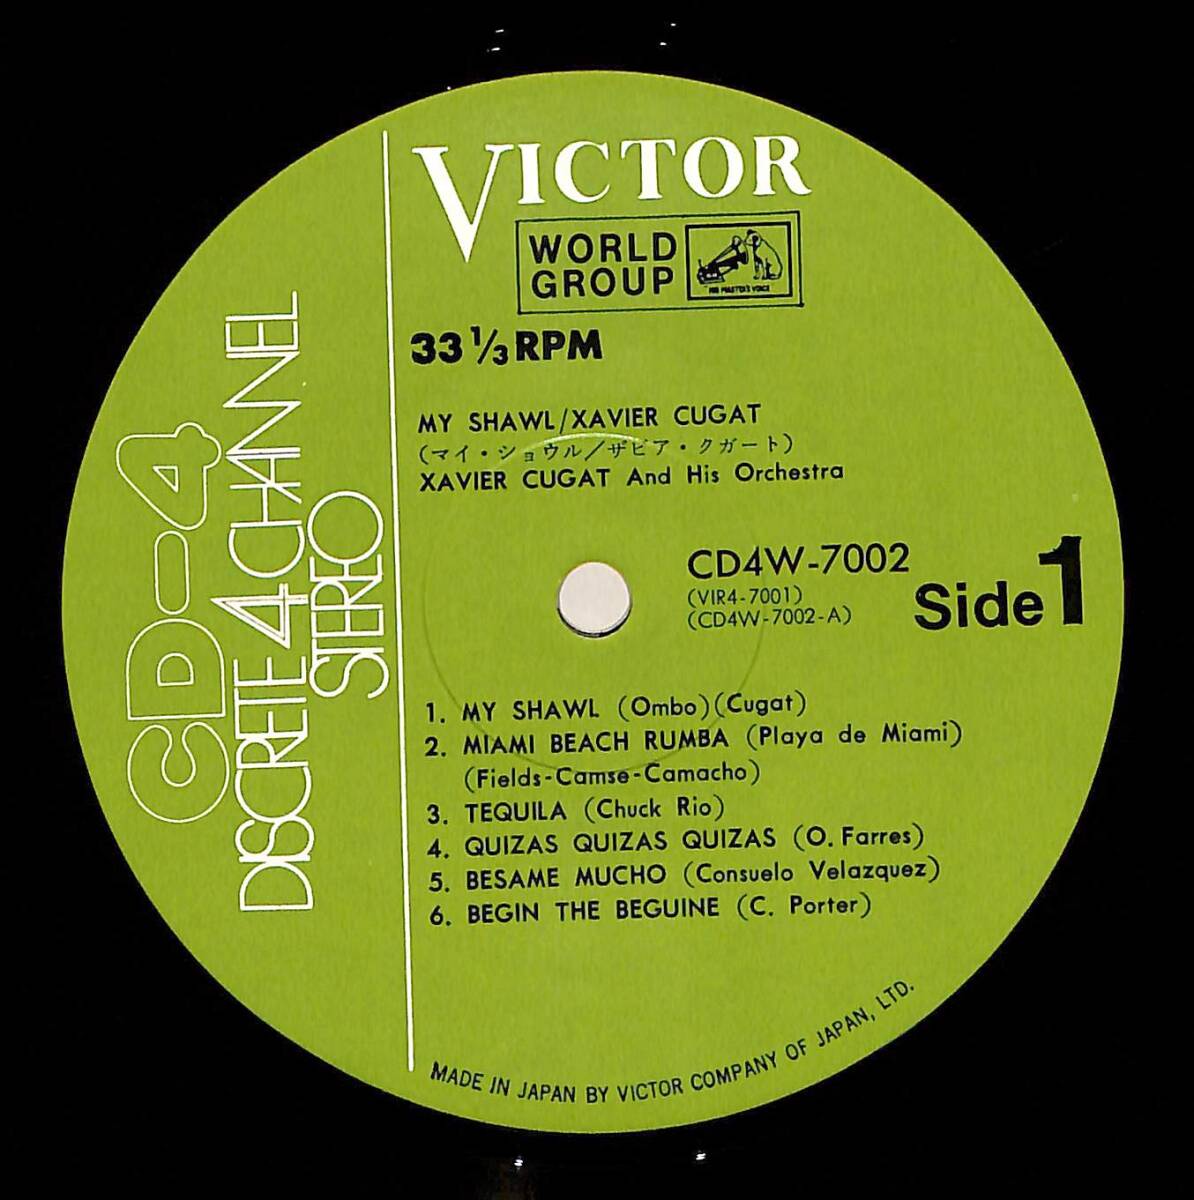 VICTOR
WORLD
GROUP
HIS MASTER'S VOICE
33 1/3 RPM
MY SHAWL/XAVIER CUGAT
(マイ・ショウル/ザビア・クガート)
XAVIER CUGAT And His Orchestra
CD4W-7002
(VIR4-7001)
(CD4W-7002-A)
Side 1
CD-4
DISCRETE 4 CHANNEL
STEREO
1. MY SHAWL (Ombo)(Cugat)
2. MIAMI BEACH RUMBA (Playa de Miami)
(Fields-Camse-Camacho)
3. TEQUILA (Chuck Rio)
4. QUIZAS QUIZAS QUIZAS (O. Farres)
5. BESAME MUCHO (Consuelo Velazquez)
6. BEGIN THE BEGUINE (C. Porter)
MADE IN JAPAN BY VICTOR COMPANY OF JAPAN, LTD.